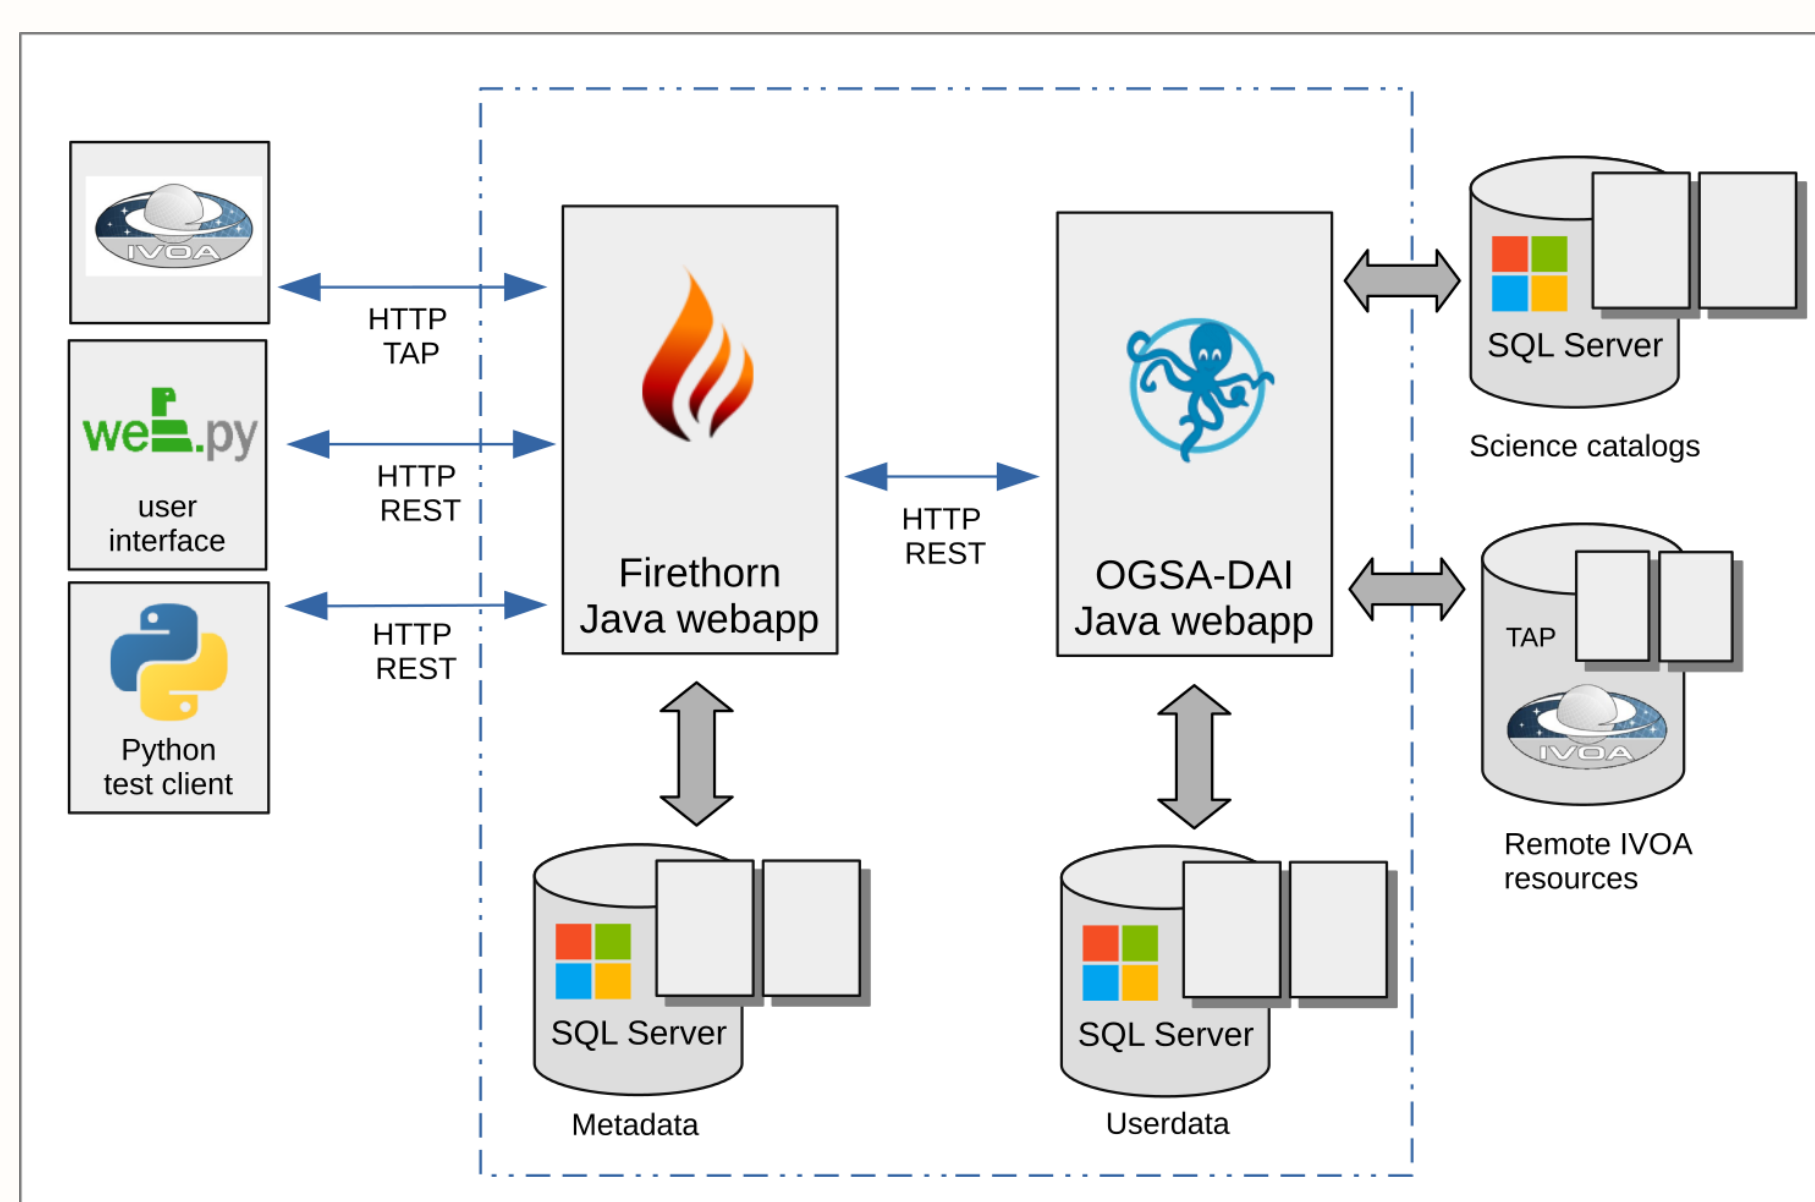 IVOA
HTTP
TAP
we .py
user
interface
HTTP
REST
Python
test client
HTTP
REST
Firethorn
Java webapp
HTTP
REST
OGSA-DAI
Java webapp
SQL Server
Science catalogs
TAP
IVOA
Remote IVOA
resources
SQL Server
Metadata
SQL Server
Userdata